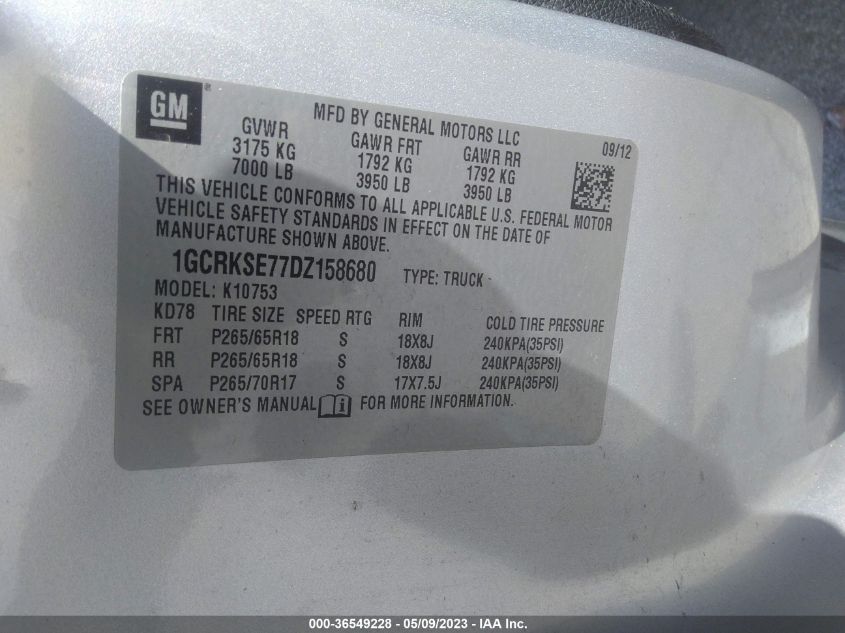 GM
MFD BY GENERAL MOTORS LLC
GVWR GAWR FRT GAWR RR 09/12
3175 KG 1792 KG 1792 KG
7000 LB 3950 LB 3950 LB
THIS VEHICLE CONFORMS TO ALL APPLICABLE U.S. FEDERAL MOTOR
VEHICLE SAFETY STANDARDS IN EFFECT ON THE DATE OF
MANUFACTURE SHOWN ABOVE.
1GCRKSE77DZ158680 TYPE: TRUCK
MODEL: K10753
KD78 TIRE SIZE SPEED RTG RIM COLD TIRE PRESSURE
FRT P265/65R18 S 18X8J 240KPA(35PSI)
RR P265/65R18 S 18X8J 240KPA(35PSI)
SPA P265/70R17 S 17X7.5J 240KPA(35PSI)
SEE OWNER'S MANUAL i FOR MORE INFORMATION.
000-36549228 - 05/09/2023 - IAA Inc.